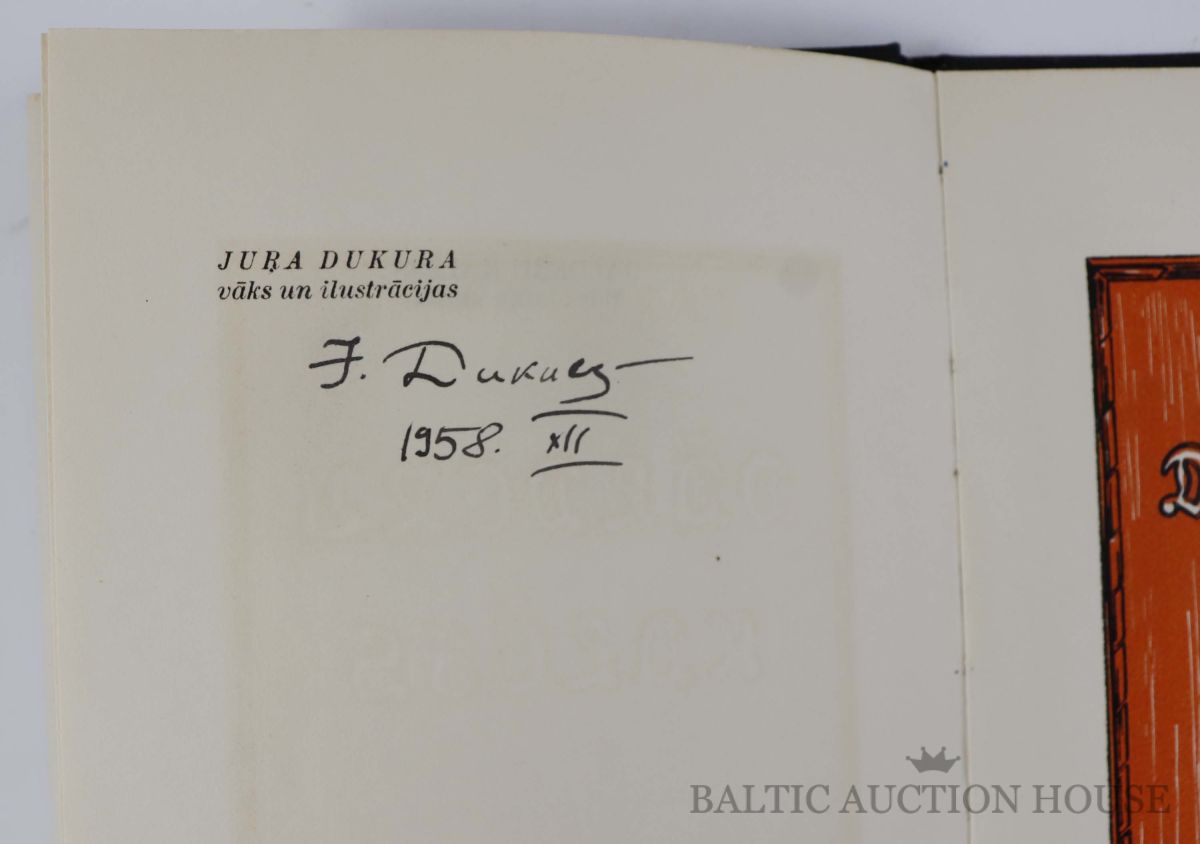 JUŖA DUKURA
vāks un ilustrācijas
J. Dukurs
1958. XII
D
BALTIC AUCTION HOUSE